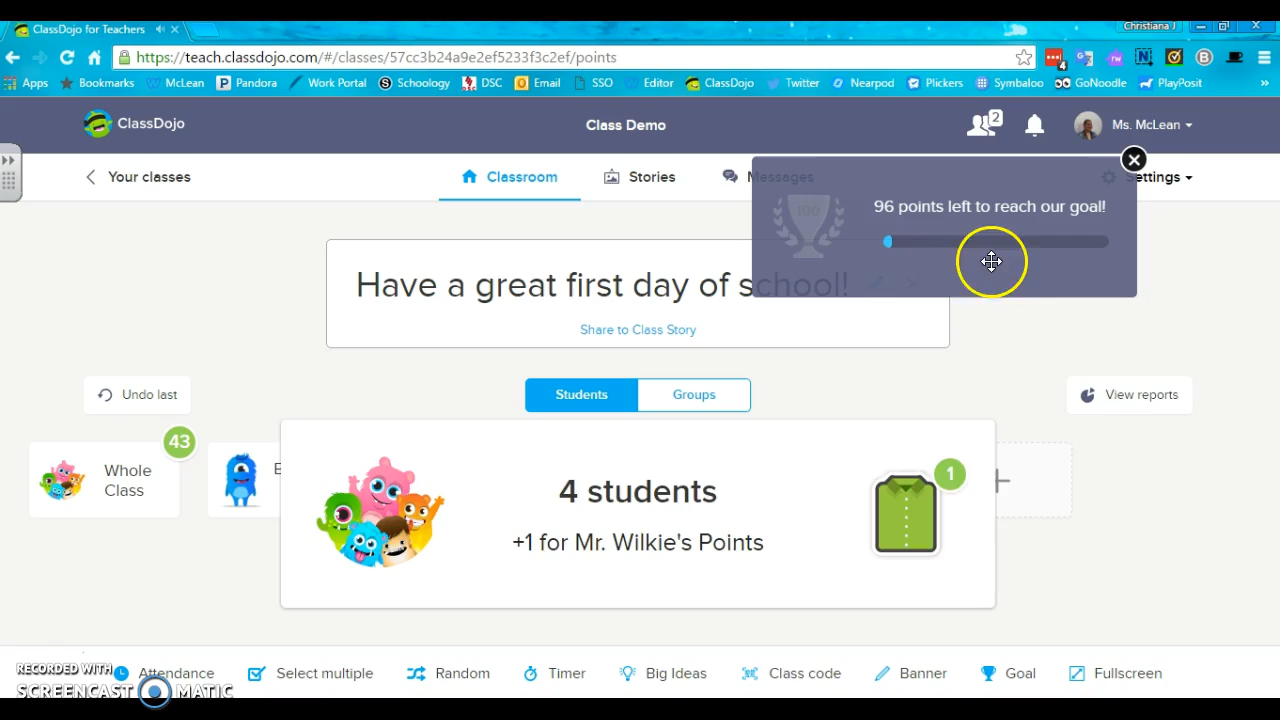 ClassDojo for Teachers
Christiana J
https://teach.classdojo.com/#/classes/57cc3b24a9e2ef5233f3c2ef/points
Apps Bookmarks McLean Pandora Work Portal Schoology DSC Email SSO Editor ClassDojo Twitter Nearpod Plickers Symbaloo GoNoodle PlayPosit »
ClassDojo
Class Demo
2
Ms. McLean
Your classes
Classroom
Stories
Messages
Settings
100
96 points left to reach our goal!
Have a great first day of school!
Share to Class Story
Undo last
Students
Groups
View reports
43
Whole
Class
E
4 students
+1 for Mr. Wilkie's Points
1
Attendance Select multiple Random Timer Big Ideas Class code Banner Goal Fullscreen
RECORDED WITH
SCREENCAST MATIC